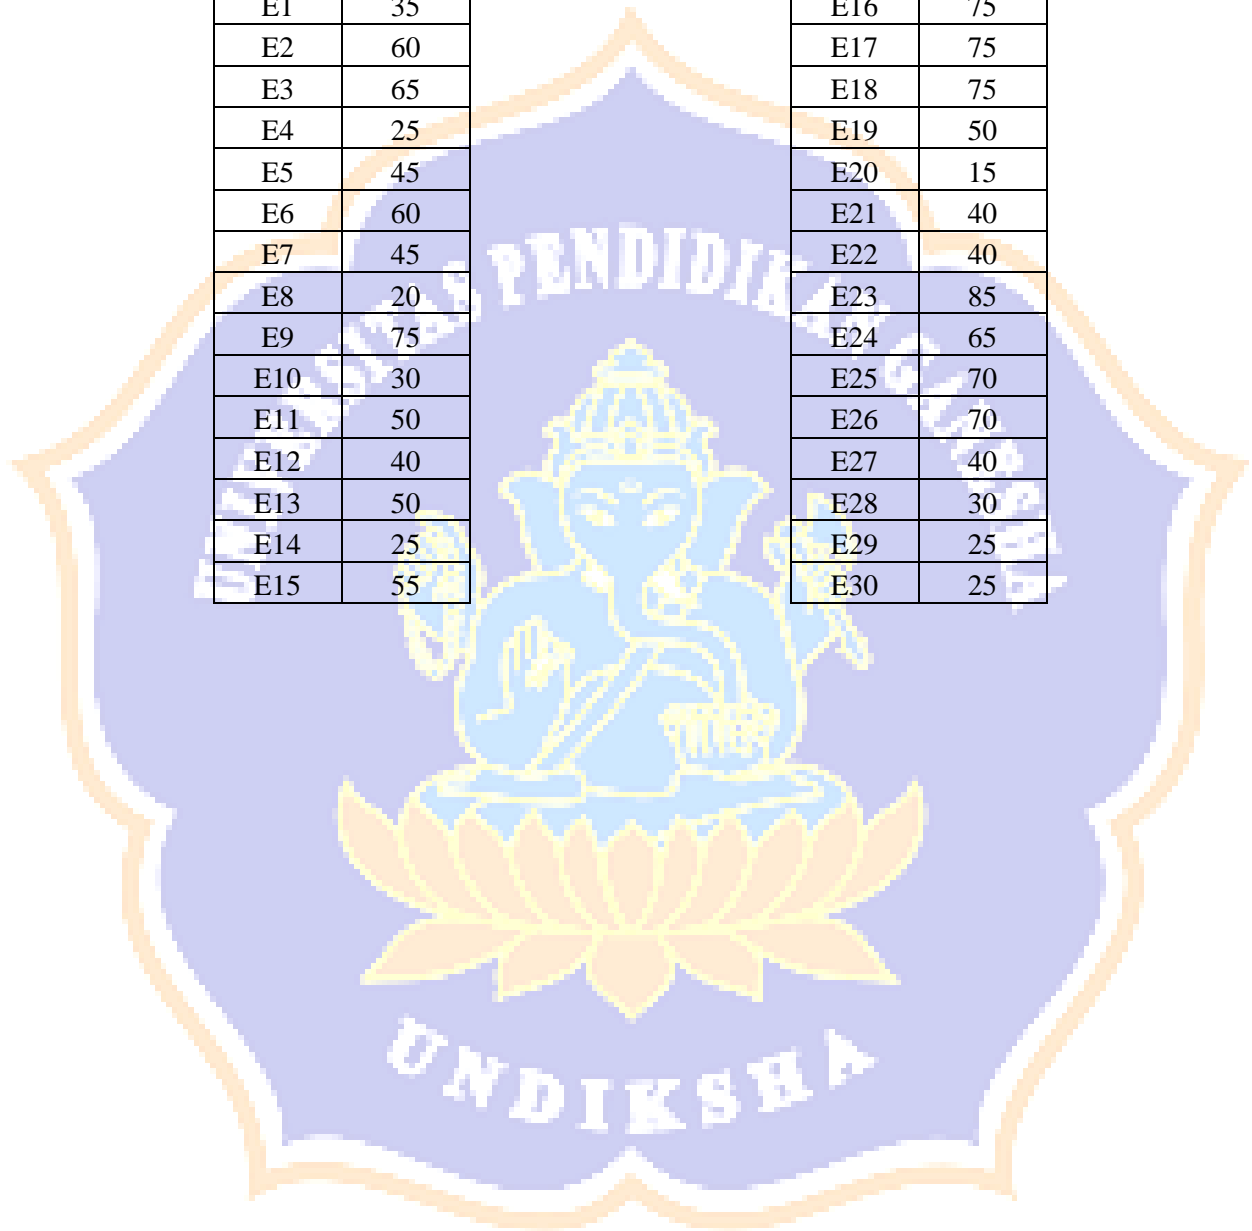 E1 35
E2 60
E3 65
E4 25
E5 45
E6 60
E7 45
E8 20
E9 75
E10 30
E11 50
E12 40
E13 50
E14 25
E15 55
E16 75
E17 75
E18 75
E19 50
E20 15
E21 40
E22 40
E23 85
E24 65
E25 70
E26 70
E27 40
E28 30
E29 25
E30 25
UNIVERSITAS PENDIDIKAN GANESHA
UNDIKSHA